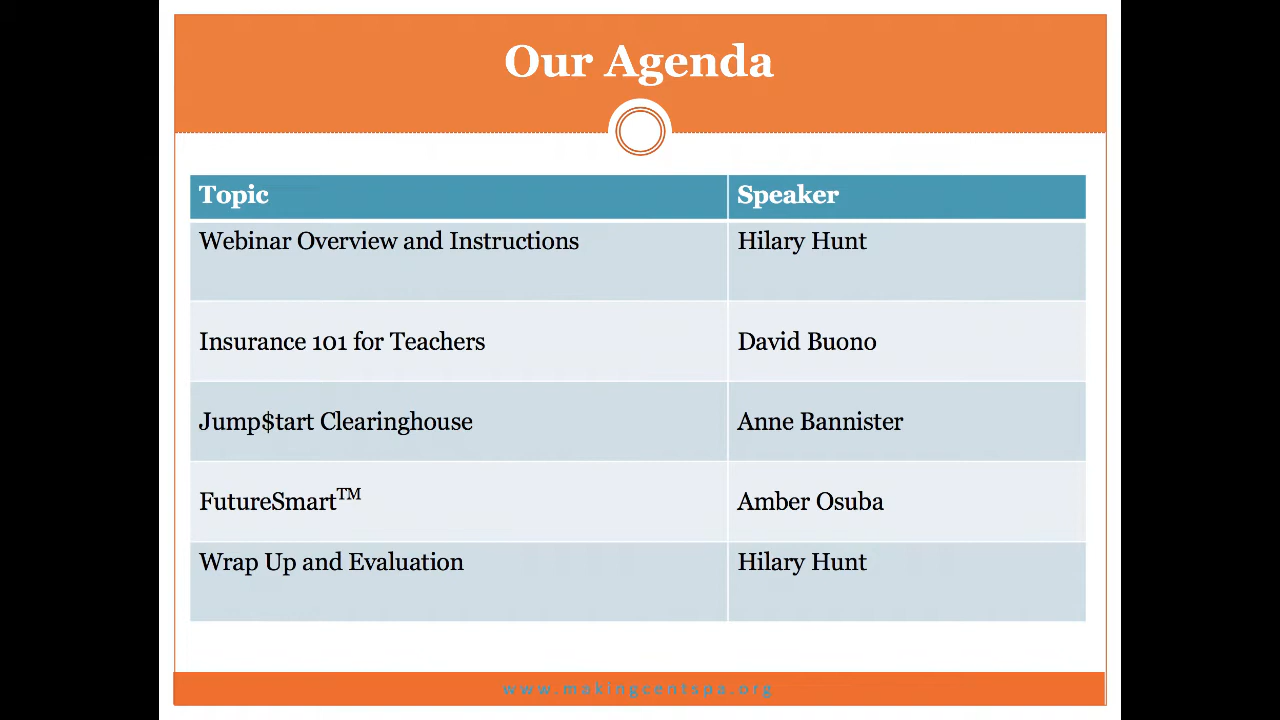 Our Agenda
Topic Speaker
Webinar Overview and Instructions Hilary Hunt
Insurance 101 for Teachers David Buono
Jump$tart Clearinghouse Anne Bannister
FutureSmart™ Amber Osuba
Wrap Up and Evaluation Hilary Hunt
www.makingcentspa.org